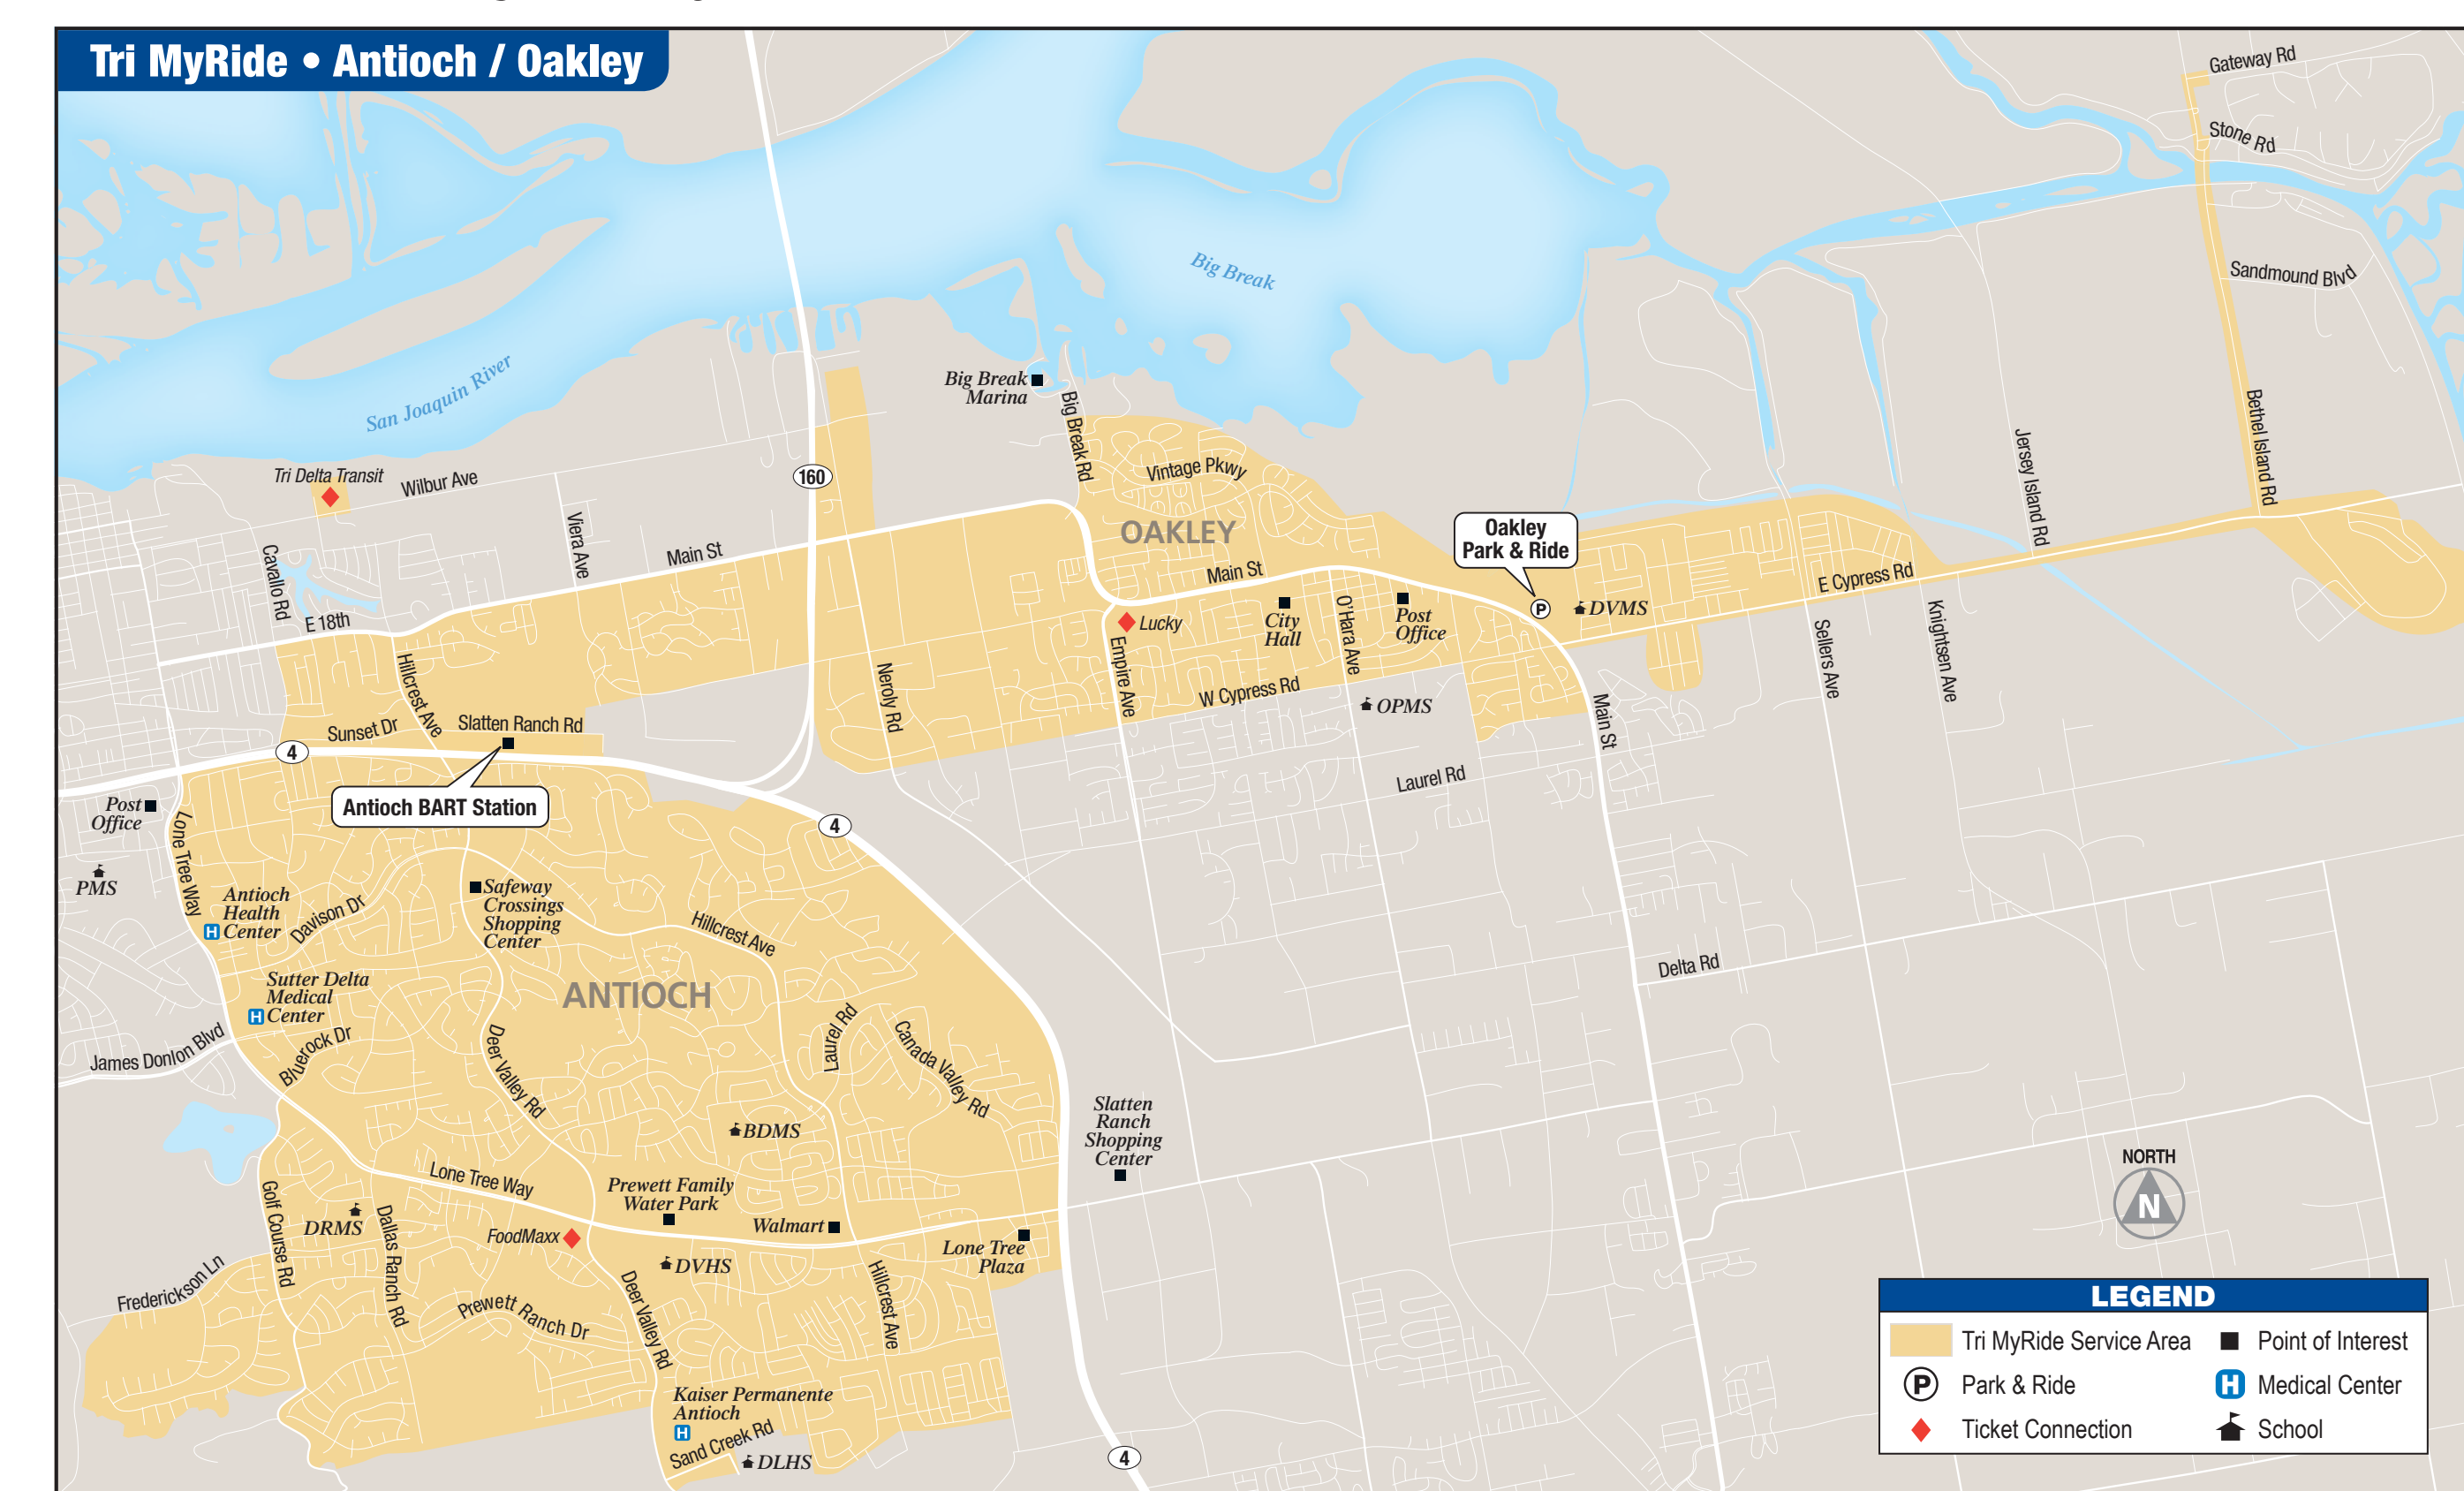 Tri MyRide • Antioch / Oakley
Gateway Rd
Stone Rd
Sandmound Blvd
Big Break
San Joaquin River
Big Break
Marina
Big Break Rd
Bethel Island Rd
Jersey Island Rd
Vintage Pkwy
Tri Delta Transit
Wilbur Ave
160
Viera Ave
Main St
OAKLEY
Oakley
Park & Ride
P
DVMS
E Cypress Rd
Cavallo Rd
E 18th
Main St
Lucky
City
Hall
O'Hara Ave
Post
Office
Sellers Ave
Knightsen Ave
Hillcrest Ave
Neroly Rd
Empire Ave
W Cypress Rd
OPMS
Main St
Sunset Dr
Slatten Ranch Rd
4
Antioch BART Station
Laurel Rd
Post
Office
4
Lone Tree Way
PMS
Antioch
Health
H Center
Davison Dr
Safeway
Crossings
Shopping
Center
Hillcrest Ave
Sutter Delta
Medical
H Center
ANTIOCH
Delta Rd
James Donlon Blvd
Bluerock Dr
Deer Valley Rd
Laurel Rd
Canada Valley Rd
BDMS
Slatten
Ranch
Shopping
Center
Lone Tree Way
Prewett Family
Water Park
Walmart
Golf Course Rd
DRMS
Dallas Ranch Rd
FoodMaxx
DVHS
Lone Tree
Plaza
Frederickson Ln
Prewett Ranch Dr
Deer Valley Rd
Hillcrest Ave
Kaiser Permanente
Antioch
H
Sand Creek Rd
DLHS
4
NORTH
N
LEGEND
Tri MyRide Service Area
Point of Interest
P Park & Ride
H Medical Center
Ticket Connection
School